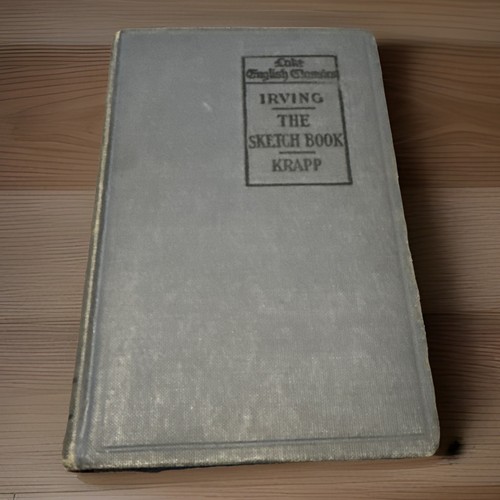 Lake
English Classics
IRVING
THE
SKETCH BOOK
KRAPP